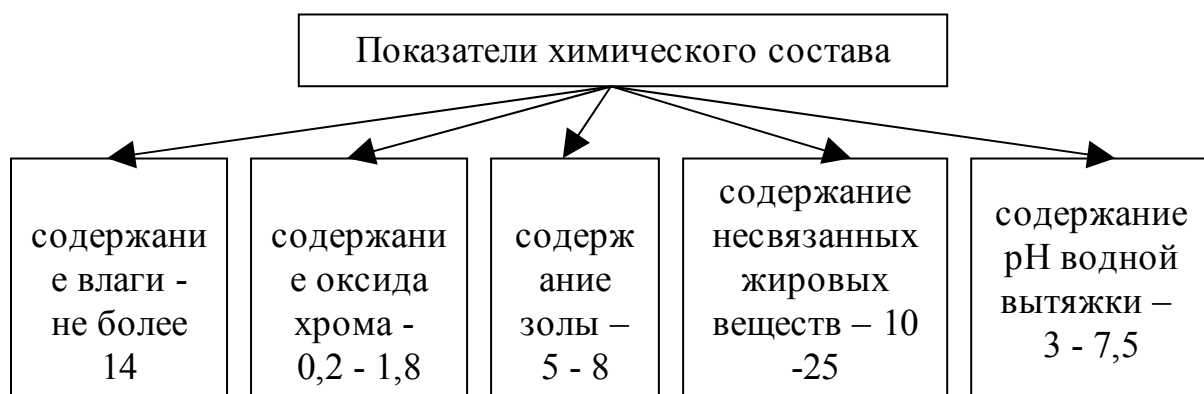 Показатели химического состава
содержани
е влаги -
не более
14
содержани
е оксида
хрома -
0,2 - 1,8
содерж
ание
золы –
5 - 8
содержание
несвязанных
жировых
веществ – 10
-25
содержание
рН водной
вытяжки –
3 - 7,5